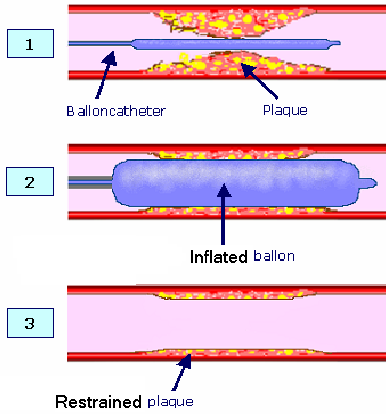 1
Balloncatheter
Plaque
2
Inflated ballon
3
Restrained plaque